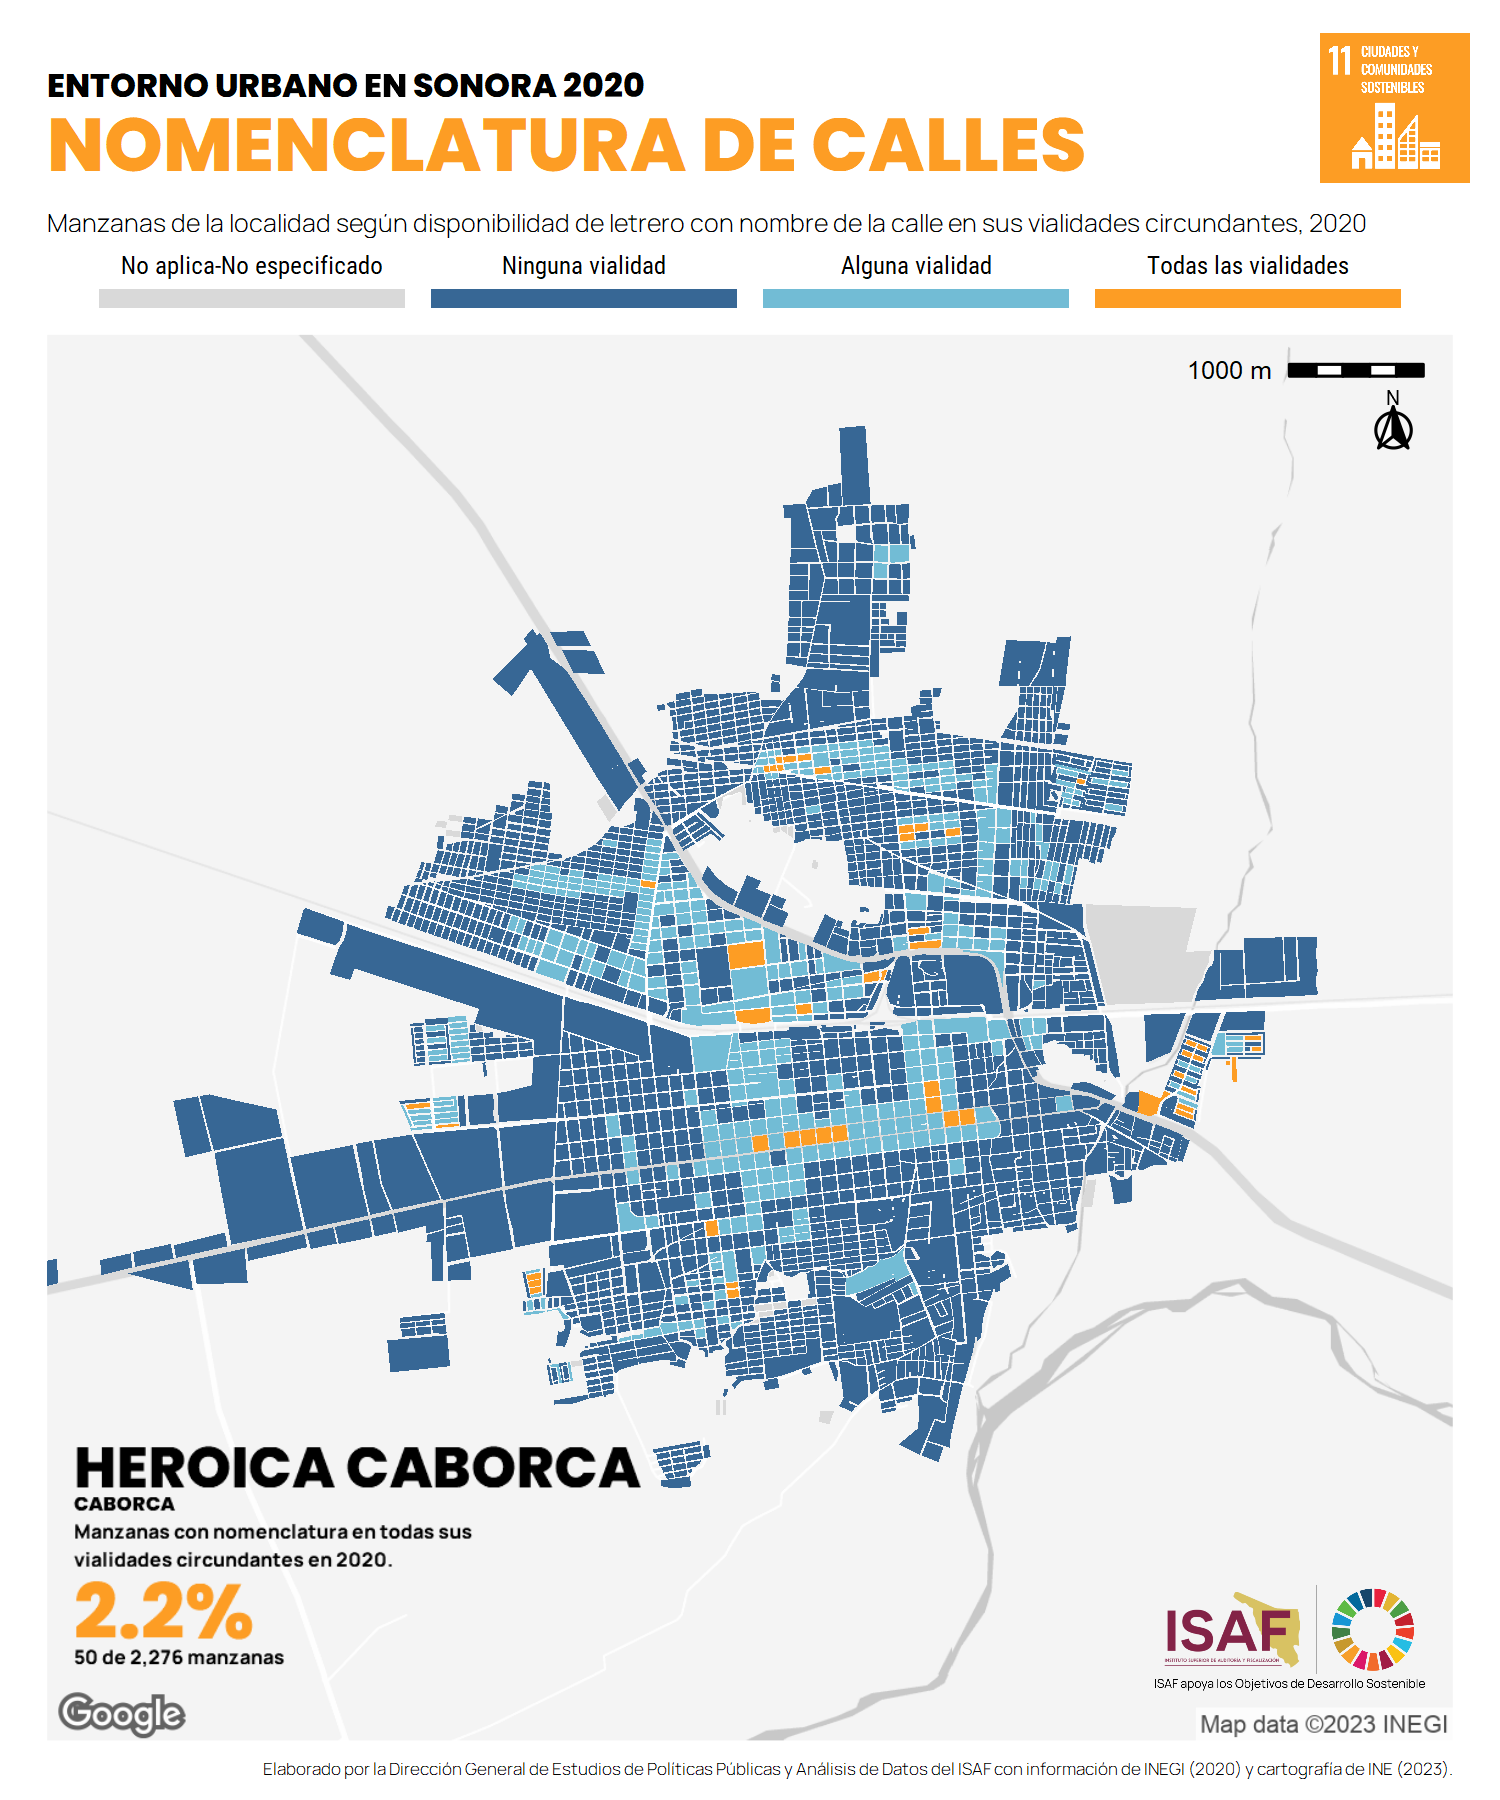 ENTORNO URBANO EN SONORA 2020
NOMENCLATURA DE CALLES
11 CIUDADES Y
COMUNIDADES
SOSTENIBLES
Manzanas de la localidad según disponibilidad de letrero con nombre de la calle en sus vialidades circundantes, 2020
No aplica-No especificado
Ninguna vialidad
Alguna vialidad
Todas las vialidades
1000 m
N
HEROICA CABORCA
CABORCA
Manzanas con nomenclatura en todas sus
vialidades circundantes en 2020.
2.2%
50 de 2,276 manzanas
Google
ISAF
INSTITUTO SUPERIOR DE AUDITORÍA Y FISCALIZACIÓN
ISAF apoya los Objetivos de Desarrollo Sostenible
Map data ©2023 INEGI
Elaborado por la Dirección General de Estudios de Políticas Públicas y Análisis de Datos del ISAF con información de INEGI (2020) y cartografía de INE (2023).